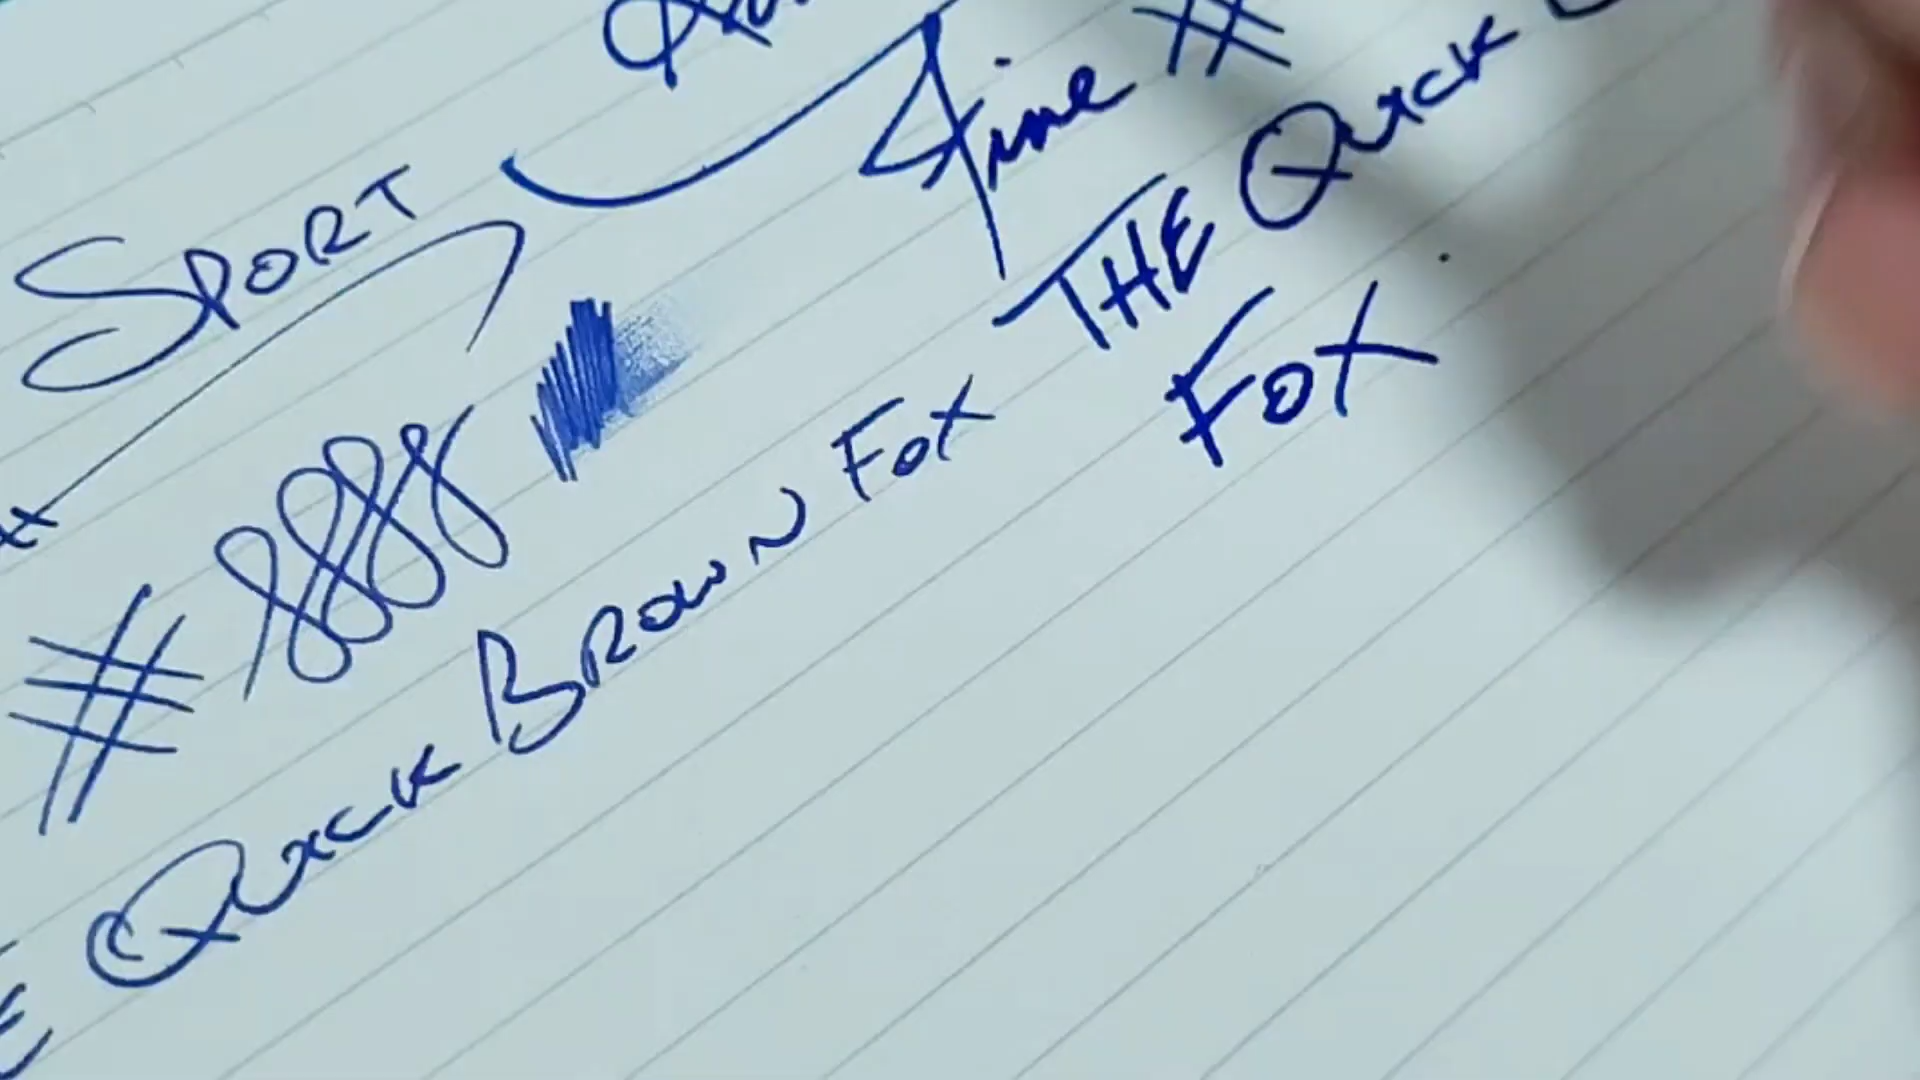 SPORT
Fine #
THE QUICK
FOX
#
QUICK BROWN FOX